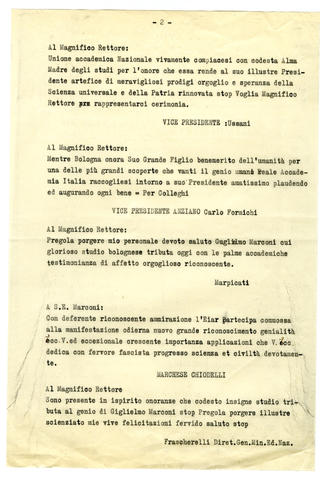 - 2 -
Al Magnifico Rettore:
Unione accademica Nazionale vivamente compiacesi con codesta Alma
Madre degli studi per l'onore che essa rende al suo illustre Presi-
dente artefice di meravigliosi prodigi orgoglio e speranza della
Scienza universale e della Patria rinnovata stop Voglia Magnifico
Rettore rappresentarci cerimonia.
VICE PRESIDENTE :Ussani
Al Magnifico Rettore:
Mentre Bologna onora Suo Grande Figlio benemerito dell'umanità per
una delle più grandi scoperte che vanti il genio umano Reale Accade-
mia Italia raccogliesi intorno a suo Presidente amatissimo plaudendo
ed augurando ogni bene = Per Colleghi
VICE PRESIDENTE ANZIANO Carlo Formichi
Al Magnifico Rettore:
Pregola porgere mio personale devoto saluto Guglielmo Marconi cui
glorioso studio bolognese tributa oggi con le palme accademiche
testimonianza di affetto orgoglioso riconoscente.
Marpicati
A S.E. Marconi:
Con deferente riconoscente ammirazione l'Eiar partecipa commossa
alla manifestazione odierna nuovo grande riconoscimento genialità
ecc.V.ed eccezionale crescente importanza applicazioni che V.ecc.
dedica con fervore fascista progresso scienza et civiltà devotamen-
te.
MARCHESE CHIODELLI
Al Magnifico Rettore
Sono presente in ispirito onoranze che codesto insigne studio tri-
buta al genio di Giglielmo Marconi stop Pregola porgere illustre
scienziato mie vive felicitazioni fervido saluto stop
Frascherelli Diret.Gen.Min.Ed.Naz.